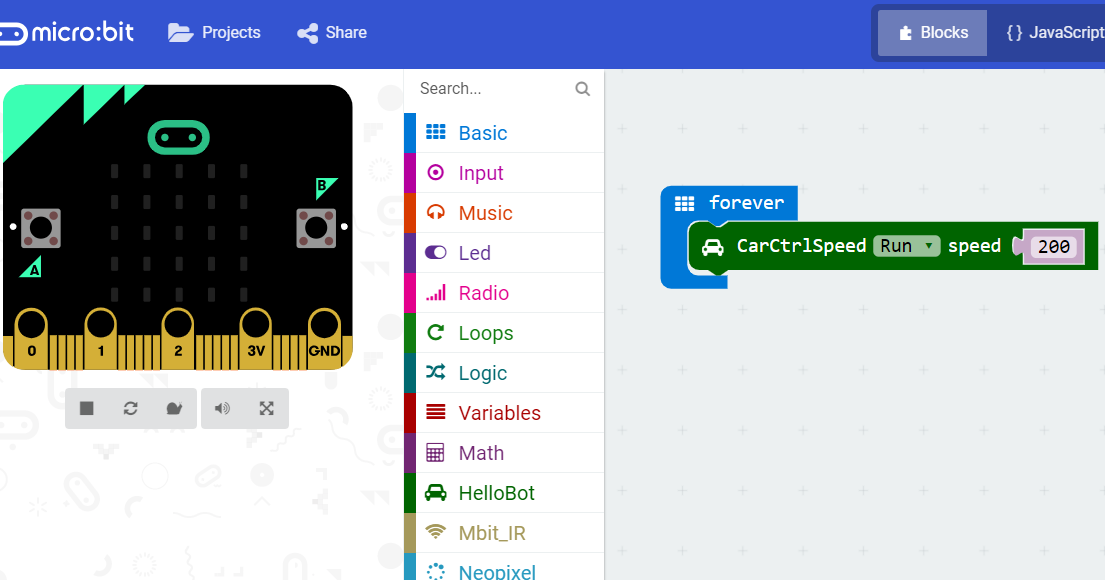 micro:bit
Projects
Share
Blocks
{ } JavaScript
Search...
Basic
Input
Music
Led
Radio
Loops
Logic
Variables
Math
HelloBot
Mbit_IR
Neopixel
B
A
0 1 2 3V GND
forever
CarCtrlSpeed Run speed 200